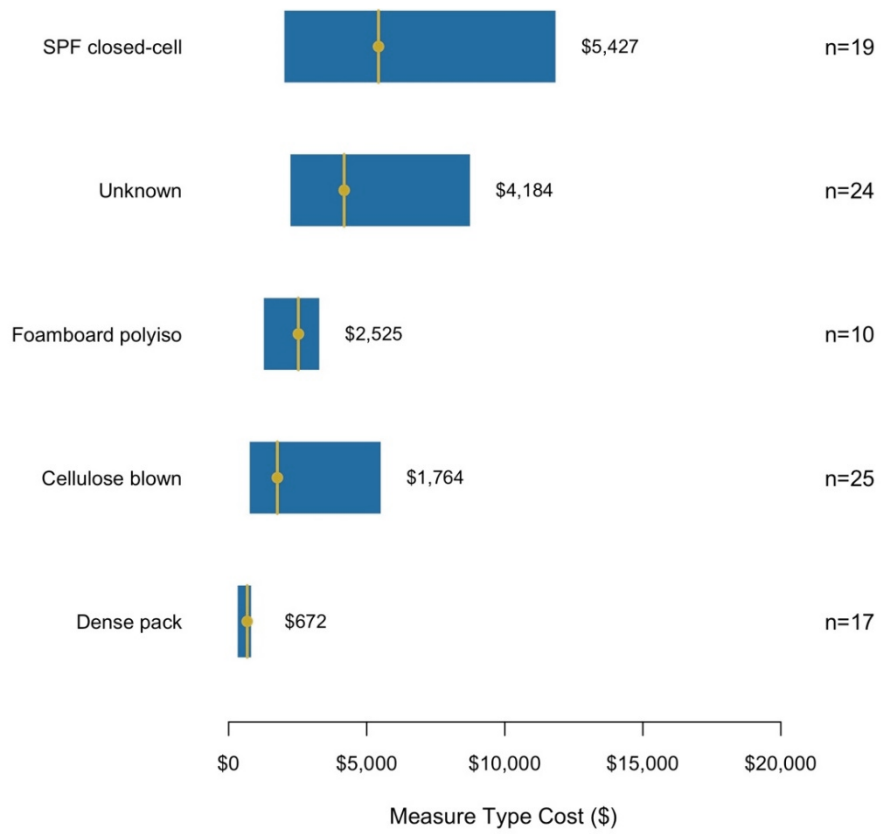 SPF closed-cell $5,427 n=19
Unknown $4,184 n=24
Foamboard polyiso $2,525 n=10
Cellulose blown $1,764 n=25
Dense pack $672 n=17
$0 $5,000 $10,000 $15,000 $20,000
Measure Type Cost ($)